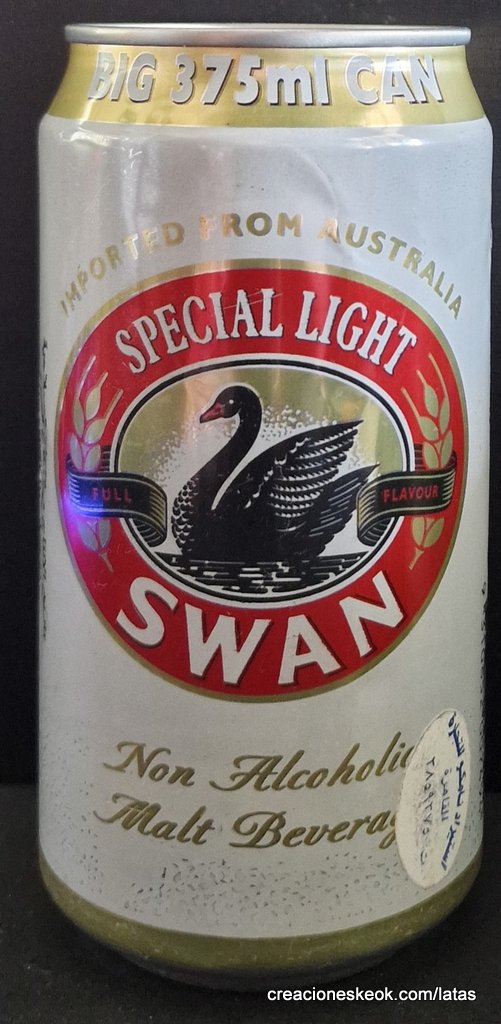 BIG 375ml CAN
IMPORTED FROM AUSTRALIA
SPECIAL LIGHT
FULL FLAVOUR
SWAN
Non Alcoholic
Malt Beverag
creacioneskeok.com/latas